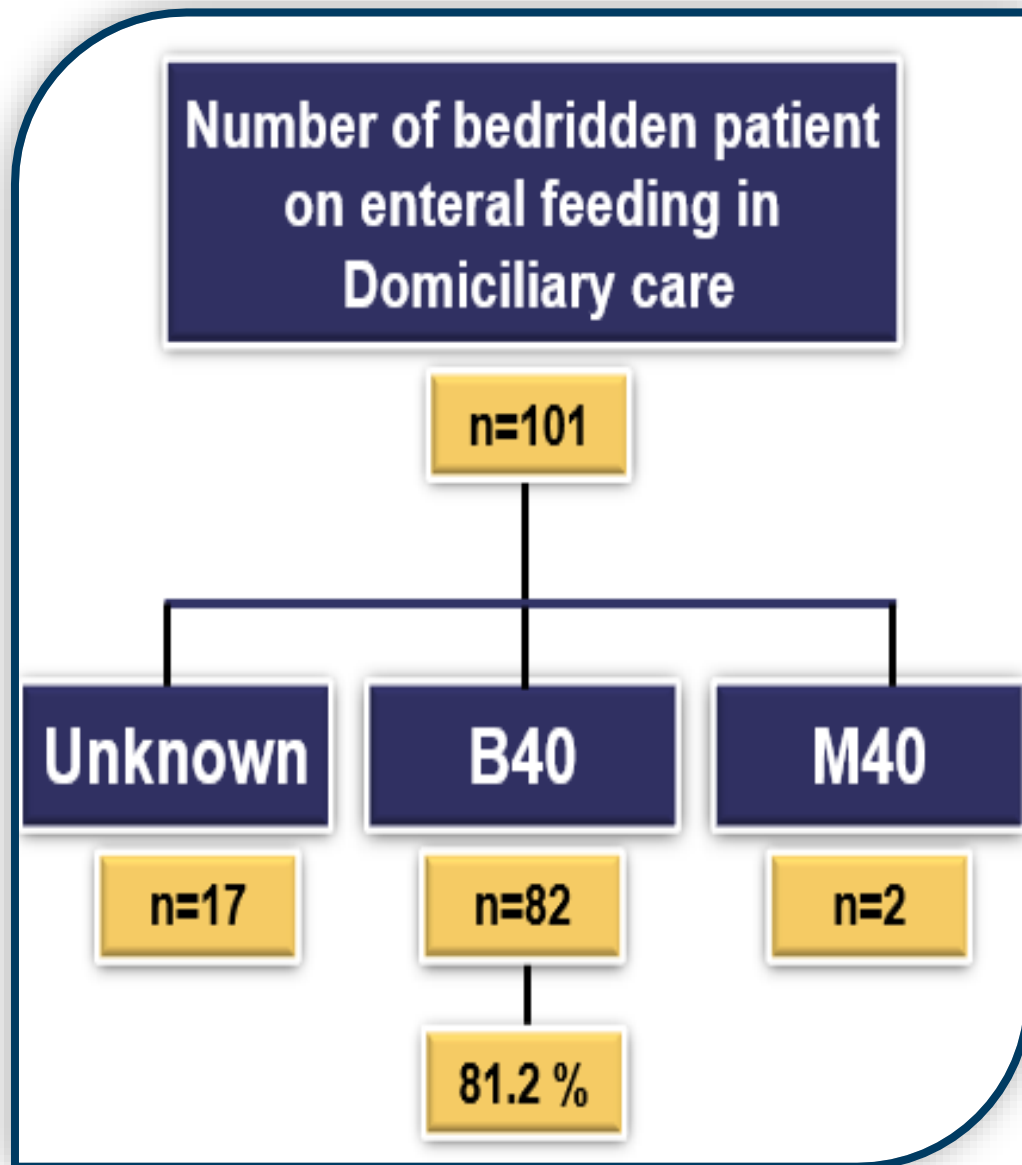 Number of bedridden patient
on enteral feeding in
Domiciliary care
n=101
Unknown
B40
M40
n=17
n=82
n=2
81.2 %